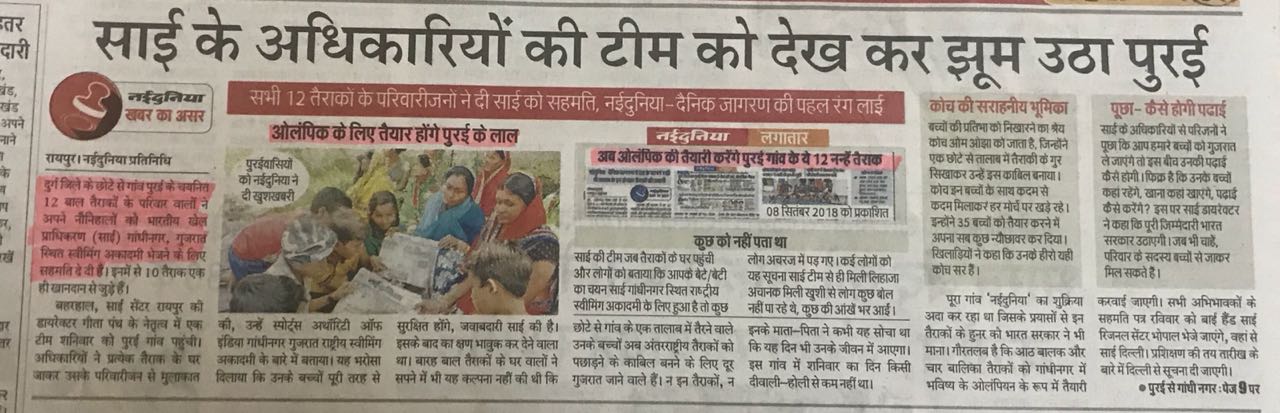 साई के अधिकारियों की टीम को देख कर झूम उठा पुरई
नईदुनिया
खबर का असर
सभी 12 तैराकों के परिवारीजनों ने दी साई को सहमति, नईदुनिया-दैनिक जागरण की पहल रंग लाई
रायपुर। नईदुनिया प्रतिनिधि
दुर्ग जिले के छोटे से गांव पुरई के चयनित
12 बाल तैराकों के परिवार वालों ने
अपने नौनिहालों को भारतीय खेल
प्राधिकरण (साई) गांधीनगर, गुजरात
स्थित स्वीमिंग अकादमी भेजने के लिए
सहमति दे दी है। इनमें से 10 तैराक एक
ही खानदान से जुड़े हैं।
बहरहाल, साई सेंटर रायपुर की
डायरेक्टर गीता पंथ के नेतृत्व में एक
टीम शनिवार को पुरई गांव पहुंची।
अधिकारियों ने प्रत्येक तैराक के घर
जाकर उसके परिवारीजन से मुलाकात
ओलंपिक के लिए तैयार होंगे पुरई के लाल
पुरईवासियों
को नईदुनिया ने
दी खुशखबरी
की, उन्हें स्पोर्ट्स अथॉरिटी ऑफ
इंडिया गांधीनगर गुजरात राष्ट्रीय स्वीमिंग
अकादमी के बारे में बताया। यह भरोसा
दिलाया कि उनके बच्चों पूरी तरह से
सुरक्षित होंगे, जवाबदारी साई की है।
इसके बाद का क्षण भावुक कर देने वाला
था। बारह बाल तैराकों के घर वालों ने
सपने में भी यह कल्पना नहीं की थी कि
नईदुनिया लगातार
अब ओलंपिक की तैयारी करेंगे पुरई गांव के ये 12 नन्हें तैराक
08 सितंबर 2018 को प्रकाशित
कुछ को नहीं पता था
साई की टीम जब तैराकों के घर पहुंची
और लोगों को बताया कि आपके बेटे/बेटी
का चयन साई गांधीनगर स्थित राष्ट्रीय
स्वीमिंग अकादमी के लिए हुआ है तो कुछ
लोग अचरज में पड़ गए। कई लोगों को
यह सूचना साई टीम से ही मिली लिहाजा
अचानक मिली खुशी से लोग कुछ बोल
नहीं पा रहे थे, कुछ की आंखें भर आईं।
छोटे से गांव के एक तालाब में तैरने वाले
उनके बच्चों अब अंतरराष्ट्रीय तैराकों को
पछाड़ने के काबिल बनने के लिए दूर
गुजरात जाने वाले हैं। न इन तैराकों, न
इनके माता-पिता ने कभी यह सोचा था
कि यह दिन भी उनके जीवन में आएगा।
इस गांव में शनिवार का दिन किसी
दीवाली-होली से कम नहीं था।
कोच की सराहनीय भूमिका
बच्चों की प्रतिभा को निखारने का श्रेय
कोच ओम ओझा को जाता है, जिन्होंने
एक छोटे से तालाब में तैराकी के गुर
सिखाकर उन्हें इस काबिल बनाया।
कोच इन बच्चों के साथ कदम से
कदम मिलाकर हर मोर्चे पर खड़े रहे।
इन्होंने 35 बच्चों को तैयार करने में
अपना सब कुछ न्यौछावर कर दिया।
खिलाड़ियों ने कहा कि उनके हीरो यही
कोच सर हैं।
पूरा गांव 'नईदुनिया' का शुक्रिया
अदा कर रहा था जिसके प्रयासों से इन
तैराकों के हुनर को भारत सरकार ने भी
माना। गौरतलब है कि आठ बालक और
चार बालिका तैराकों को गांधीनगर में
भविष्य के ओलंपियन के रूप में तैयारी
पूछा- कैसे होगी पढाई
साई के अधिकारियों से परिजनों ने
पूछा कि आप हमारे बच्चों को गुजरात
ले जाएंगे तो इस बीच उनकी पढाई
कैसे होगी। फिक्र है कि उनके बच्चे
कहां रहेंगे, खाना कहां खाएंगे, पढाई
कैसे करेंगे? इस पर साई डायरेक्टर
ने कहा कि पूरी जिम्मेदारी भारत
सरकार उठाएगी। जब भी चाहें,
परिवार के सदस्य बच्चों से जाकर
मिल सकते हैं।
करवाई जाएगी। सभी अभिभावकों के
सहमति पत्र रविवार को बाई हैंड साई
रिजनल सेंटर भोपाल भेजे जाएंगे, वहां से
साई दिल्ली। प्रशिक्षण की तय तारीख के
बारे में दिल्ली से सूचना दी जाएगी।
● पुरई से गांधी नगर: पेज 9 पर